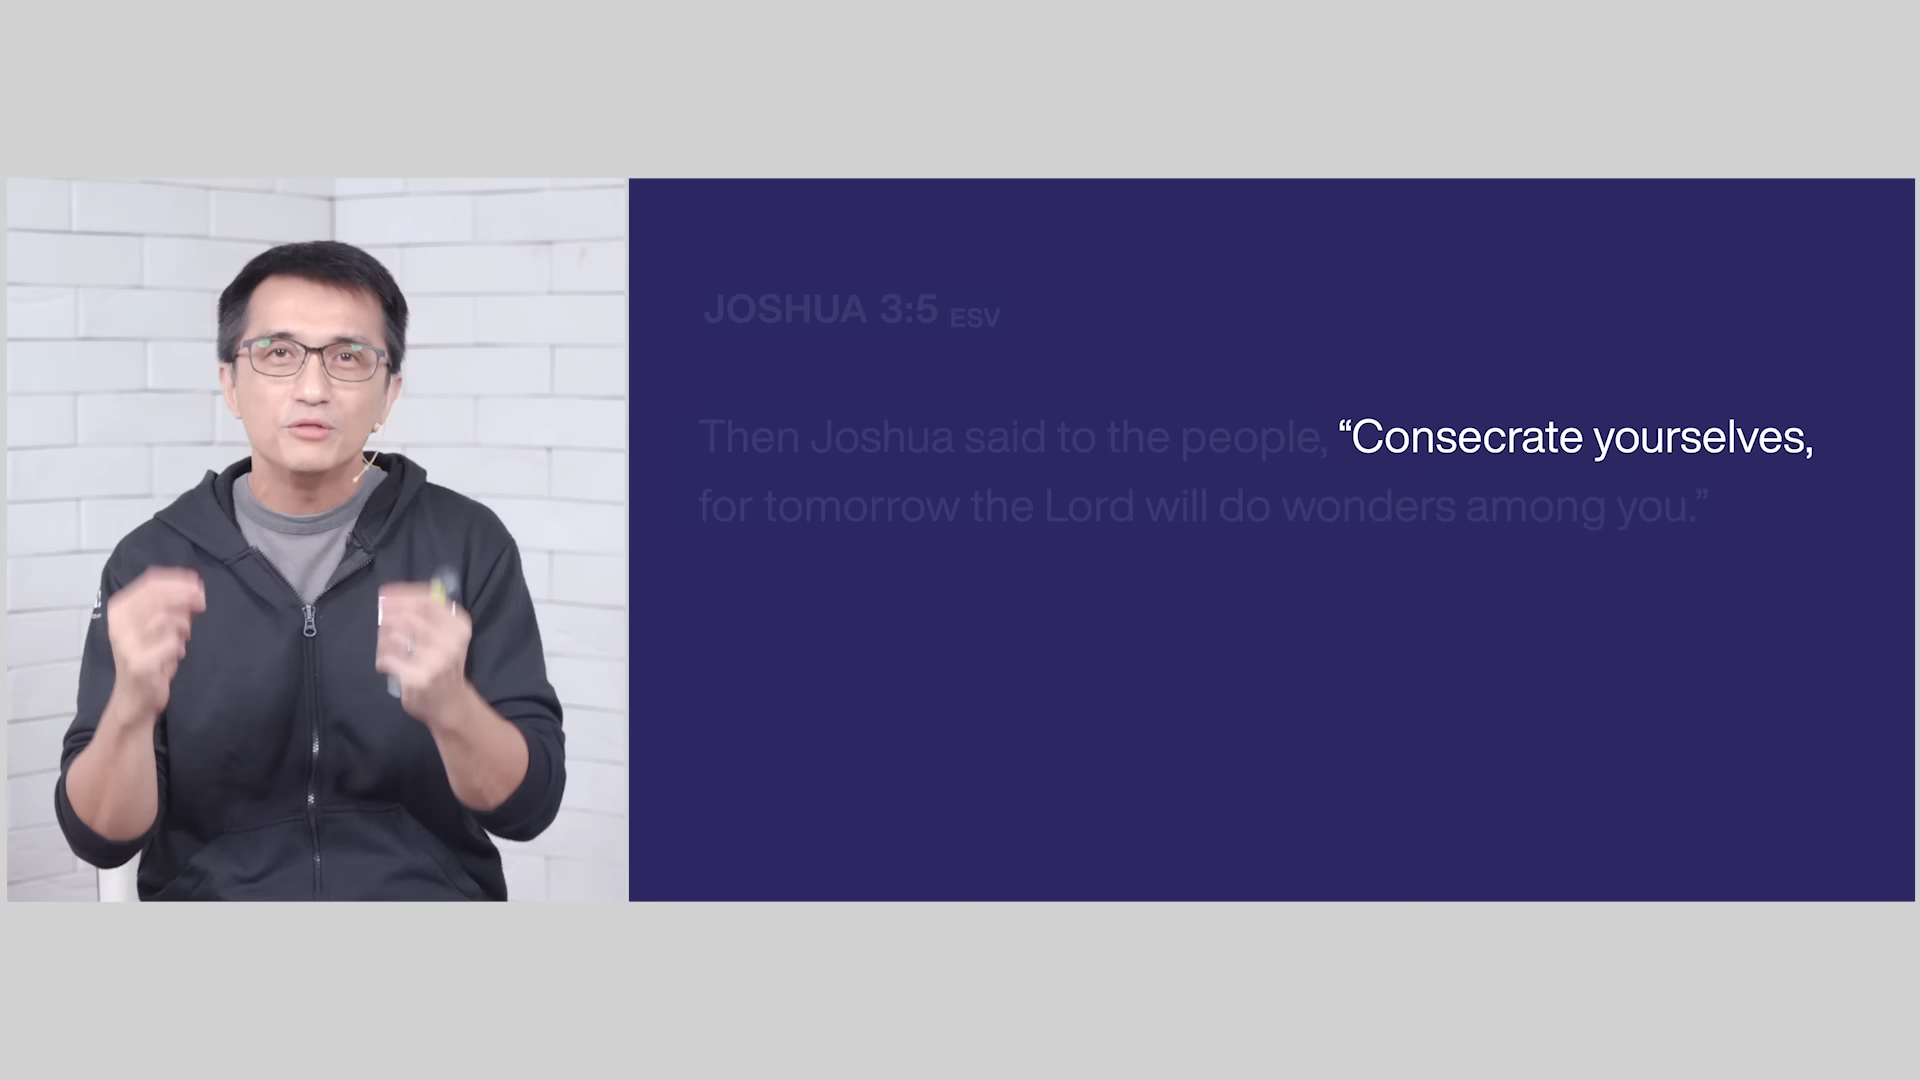 JOSHUA 3:5 ESV
Then Joshua said to the people, “Consecrate yourselves,
for tomorrow the Lord will do wonders among you.”